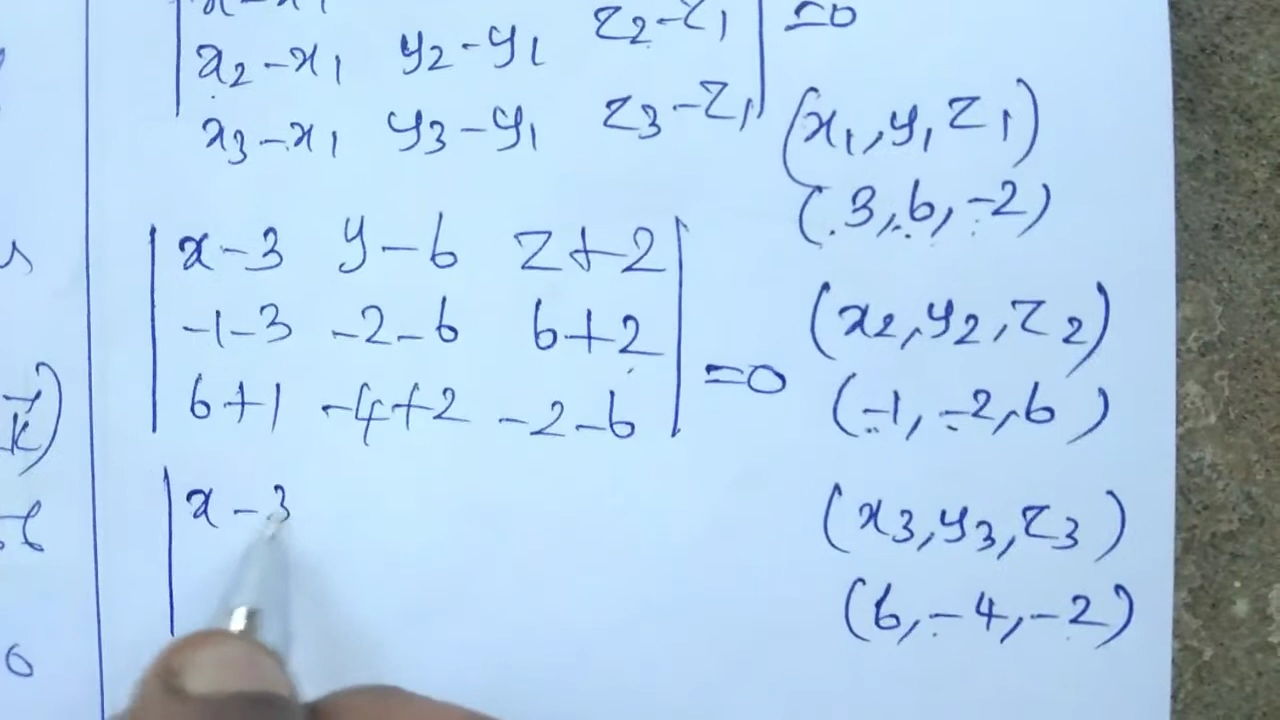 x-x1
x2-x1 y2-y1 z2-z1 =0
x3-x1 y3-y1 z3-z1
(x1,y1 z1)
(3,6,-2)
x-3 y-6 z+2
-1-3 -2-6 6+2
6+1 -4+2 -2-6 =0
(x2,y2,z2)
(-1,-2,6)
x-3
(x3,y3,z3)
(6,-4,-2)